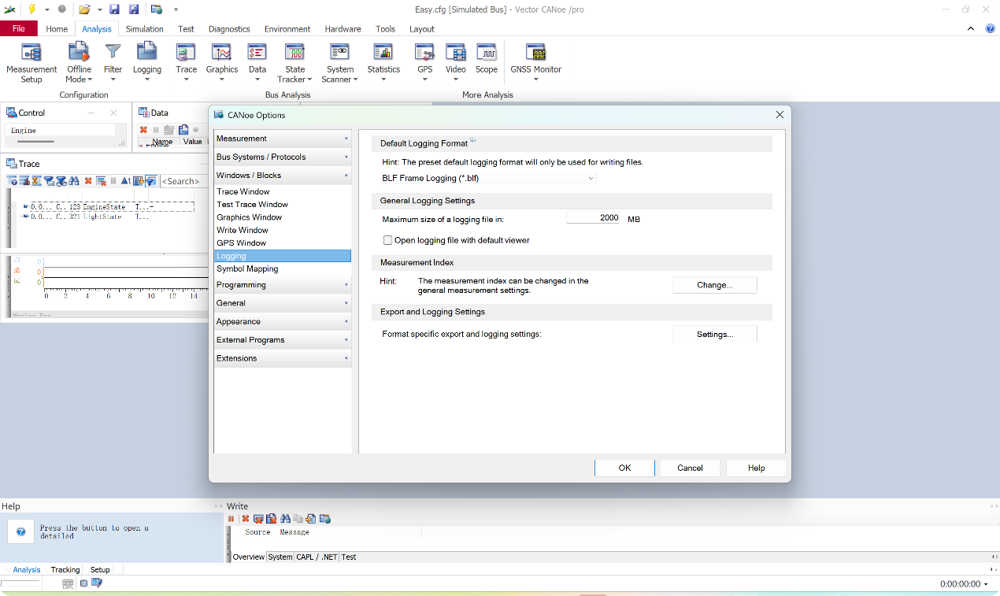 Easy.cfg [Simulated Bus] - Vector CANoe /pro
File Home Analysis Simulation Test Diagnostics Environment Hardware Tools Layout
Measurement Setup
Offline Mode
Filter
Logging
Trace
Graphics
Data
State Tracker
System Scanner
Statistics
GPS
Video
Scope
GNSS Monitor
Configuration
Bus Analysis
More Analysis
Control
Engine
Data
Name Value
Engine
Trace
<Search>
0.0... C.. 123 EngineState T...
0.0... C.. 321 LightState T...
0
0
0
0 2 4 6 8 10 12 14
CANoe Options
Measurement
Bus Systems / Protocols
Windows / Blocks
Trace Window
Test Trace Window
Graphics Window
Write Window
GPS Window
Logging
Symbol Mapping
Programming
General
Appearance
External Programs
Extensions
Default Logging Format
Hint: The preset default logging format will only be used for writing files.
BLF Frame Logging (*.blf)
General Logging Settings
Maximum size of a logging file in: 2000 MB
Open logging file with default viewer
Measurement Index
Hint: The measurement index can be changed in the
general measurement settings.
Change...
Export and Logging Settings
Format specific export and logging settings: Settings...
OK Cancel Help
Help
Press the button to open a
detailed
Write
Source Message
Overview System CAPL / .NET Test
Analysis Tracking Setup
0:00:00:00